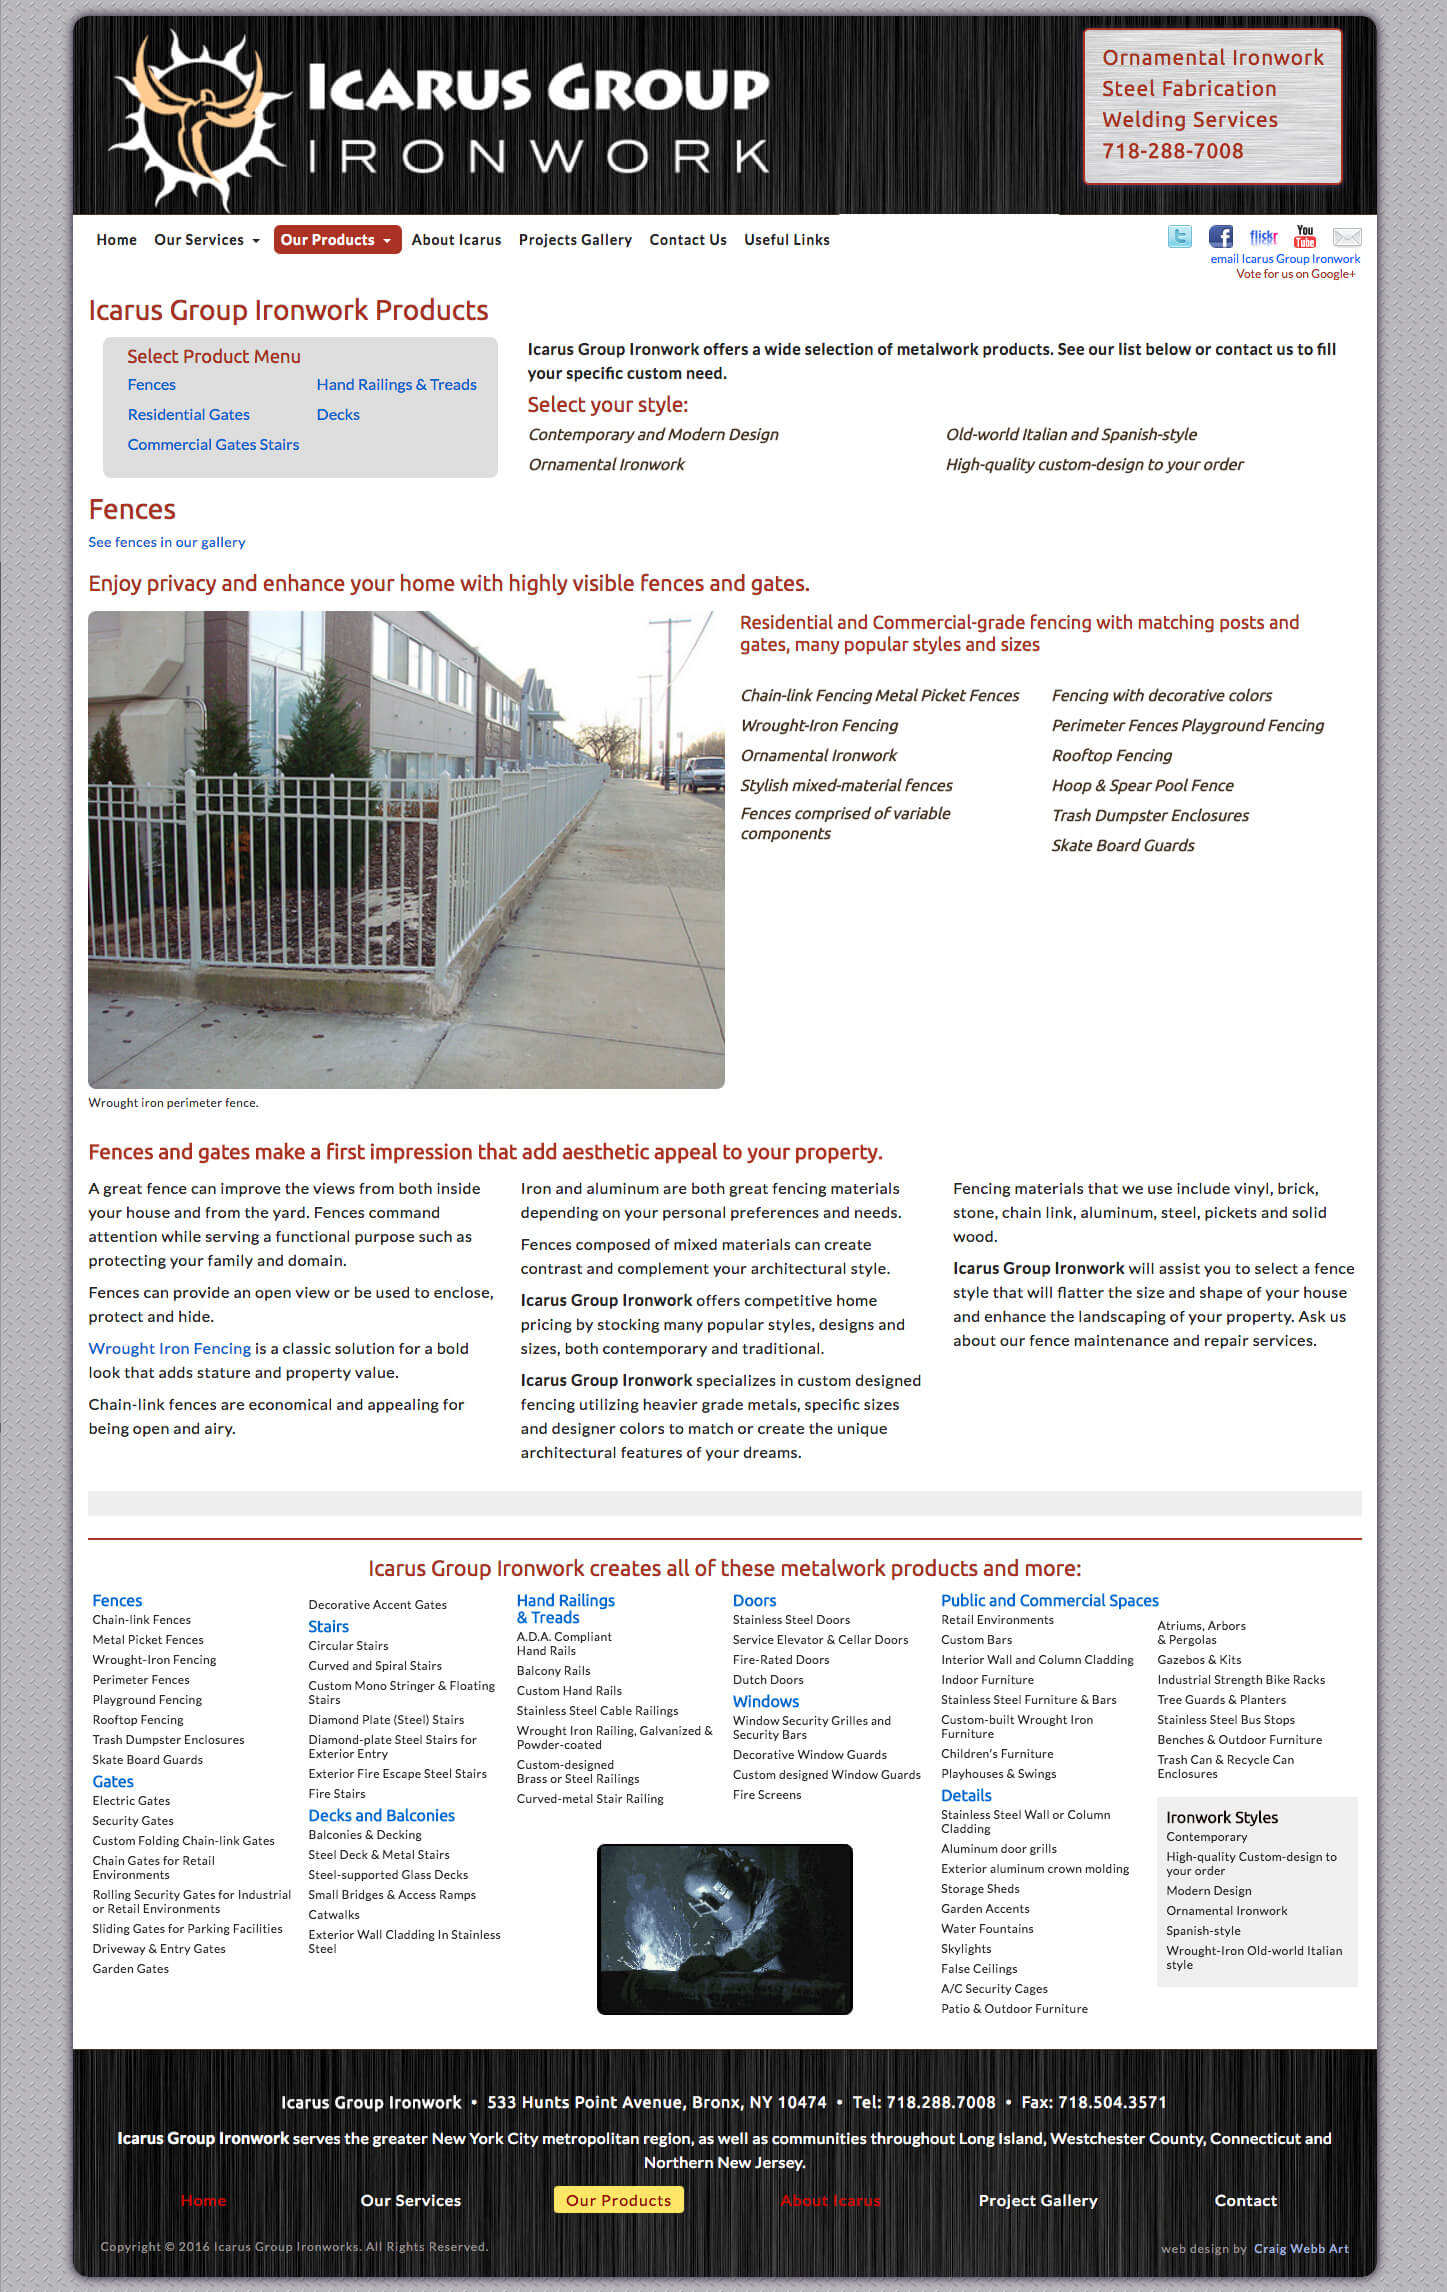 ICARUS GROUP
IRONWORK
Ornamental Ironwork
Steel Fabrication
Welding Services
718-288-7008
Home Our Services Our Products About Icarus Projects Gallery Contact Us Useful Links
flickr
You
Tube
email Icarus Group Ironwork
Vote for us on Google+
Icarus Group Ironwork Products
Select Product Menu
Fences
Residential Gates
Commercial Gates Stairs
Hand Railings & Treads
Decks
Icarus Group Ironwork offers a wide selection of metalwork products. See our list below or contact us to fill
your specific custom need.
Select your style:
Contemporary and Modern Design
Ornamental Ironwork
Old-world Italian and Spanish-style
High-quality custom-design to your order
Fences
See fences in our gallery
Enjoy privacy and enhance your home with highly visible fences and gates.
Residential and Commercial-grade fencing with matching posts and
gates, many popular styles and sizes
Chain-link Fencing Metal Picket Fences
Wrought-Iron Fencing
Ornamental Ironwork
Stylish mixed-material fences
Fences comprised of variable
components
Fencing with decorative colors
Perimeter Fences Playground Fencing
Rooftop Fencing
Hoop & Spear Pool Fence
Trash Dumpster Enclosures
Skate Board Guards
Wrought iron perimeter fence.
Fences and gates make a first impression that add aesthetic appeal to your property.
A great fence can improve the views from both inside
your house and from the yard. Fences command
attention while serving a functional purpose such as
protecting your family and domain.
Fences can provide an open view or be used to enclose,
protect and hide.
Wrought Iron Fencing is a classic solution for a bold
look that adds stature and property value.
Chain-link fences are economical and appealing for
being open and airy.
Iron and aluminum are both great fencing materials
depending on your personal preferences and needs.
Fences composed of mixed materials can create
contrast and complement your architectural style.
Icarus Group Ironwork offers competitive home
pricing by stocking many popular styles, designs and
sizes, both contemporary and traditional.
Icarus Group Ironwork specializes in custom designed
fencing utilizing heavier grade metals, specific sizes
and designer colors to match or create the unique
architectural features of your dreams.
Fencing materials that we use include vinyl, brick,
stone, chain link, aluminum, steel, pickets and solid
wood.
Icarus Group Ironwork will assist you to select a fence
style that will flatter the size and shape of your house
and enhance the landscaping of your property. Ask us
about our fence maintenance and repair services.
Icarus Group Ironwork creates all of these metalwork products and more:
Fences
Chain-link Fences
Metal Picket Fences
Wrought-Iron Fencing
Perimeter Fences
Playground Fencing
Rooftop Fencing
Trash Dumpster Enclosures
Skate Board Guards
Gates
Electric Gates
Security Gates
Custom Folding Chain-link Gates
Chain Gates for Retail
Environments
Rolling Security Gates for Industrial
or Retail Environments
Sliding Gates for Parking Facilities
Driveway & Entry Gates
Garden Gates
Decorative Accent Gates
Stairs
Circular Stairs
Curved and Spiral Stairs
Custom Mono Stringer & Floating
Stairs
Diamond Plate (Steel) Stairs
Diamond-plate Steel Stairs for
Exterior Entry
Exterior Fire Escape Steel Stairs
Fire Stairs
Decks and Balconies
Balconies & Decking
Steel Deck & Metal Stairs
Steel-supported Glass Decks
Small Bridges & Access Ramps
Catwalks
Exterior Wall Cladding In Stainless
Steel
Hand Railings
& Treads
A.D.A. Compliant
Hand Rails
Balcony Rails
Custom Hand Rails
Stainless Steel Cable Railings
Wrought Iron Railing, Galvanized &
Powder-coated
Custom-designed
Brass or Steel Railings
Curved-metal Stair Railing
Doors
Stainless Steel Doors
Service Elevator & Cellar Doors
Fire-Rated Doors
Dutch Doors
Windows
Window Security Grilles and
Security Bars
Decorative Window Guards
Custom designed Window Guards
Fire Screens
Public and Commercial Spaces
Retail Environments
Custom Bars
Interior Wall and Column Cladding
Indoor Furniture
Stainless Steel Furniture & Bars
Custom-built Wrought Iron
Furniture
Children's Furniture
Playhouses & Swings
Details
Stainless Steel Wall or Column
Cladding
Aluminum door grills
Exterior aluminum crown molding
Storage Sheds
Garden Accents
Water Fountains
Skylights
False Ceilings
A/C Security Cages
Patio & Outdoor Furniture
Atriums, Arbors
& Pergolas
Gazebos & Kits
Industrial Strength Bike Racks
Tree Guards & Planters
Stainless Steel Bus Stops
Benches & Outdoor Furniture
Trash Can & Recycle Can
Enclosures
Ironwork Styles
Contemporary
High-quality Custom-design to
your order
Modern Design
Ornamental Ironwork
Spanish-style
Wrought-Iron Old-world Italian
style
Icarus Group Ironwork • 533 Hunts Point Avenue, Bronx, NY 10474 • Tel: 718.288.7008 • Fax: 718.504.3571
Icarus Group Ironwork serves the greater New York City metropolitan region, as well as communities throughout Long Island, Westchester County, Connecticut and
Northern New Jersey.
Home Our Services Our Products About Icarus Project Gallery Contact
Copyright © 2016 Icarus Group Ironworks. All Rights Reserved.
web design by Craig Webb Art